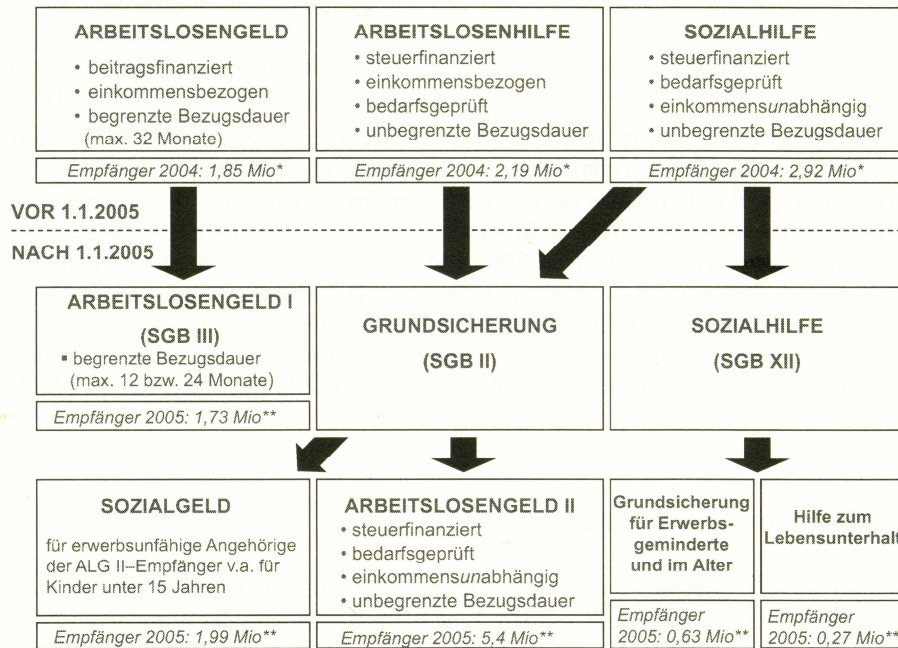 ARBEITSLOSENGELD
• beitragsfinanziert
• einkommensbezogen
• begrenzte Bezugsdauer
(max. 32 Monate)
Empfänger 2004: 1,85 Mio*
ARBEITSLOSENHILFE
• steuerfinanziert
• einkommensbezogen
• bedarfsgeprüft
• unbegrenzte Bezugsdauer
Empfänger 2004: 2,19 Mio*
SOZIALHILFE
• steuerfinanziert
• bedarfsgeprüft
• einkommensunabhängig
• unbegrenzte Bezugsdauer
Empfänger 2004: 2,92 Mio*
VOR 1.1.2005
NACH 1.1.2005
ARBEITSLOSENGELD I
(SGB III)
▪ begrenzte Bezugsdauer
(max. 12 bzw. 24 Monate)
Empfänger 2005: 1,73 Mio**
GRUNDSICHERUNG
(SGB II)
SOZIALHILFE
(SGB XII)
SOZIALGELD
für erwerbsunfähige Angehörige
der ALG II–Empfänger v.a. für
Kinder unter 15 Jahren
Empfänger 2005: 1,99 Mio**
ARBEITSLOSENGELD II
• steuerfinanziert
• bedarfsgeprüft
• einkommensunabhängig
• unbegrenzte Bezugsdauer
Empfänger 2005: 5,4 Mio**
Grundsicherung
für Erwerbs-
geminderte
und im Alter
Empfänger
2005: 0,63 Mio**
Hilfe zum
Lebensunterhalt
Empfänger
2005: 0,27 Mio**